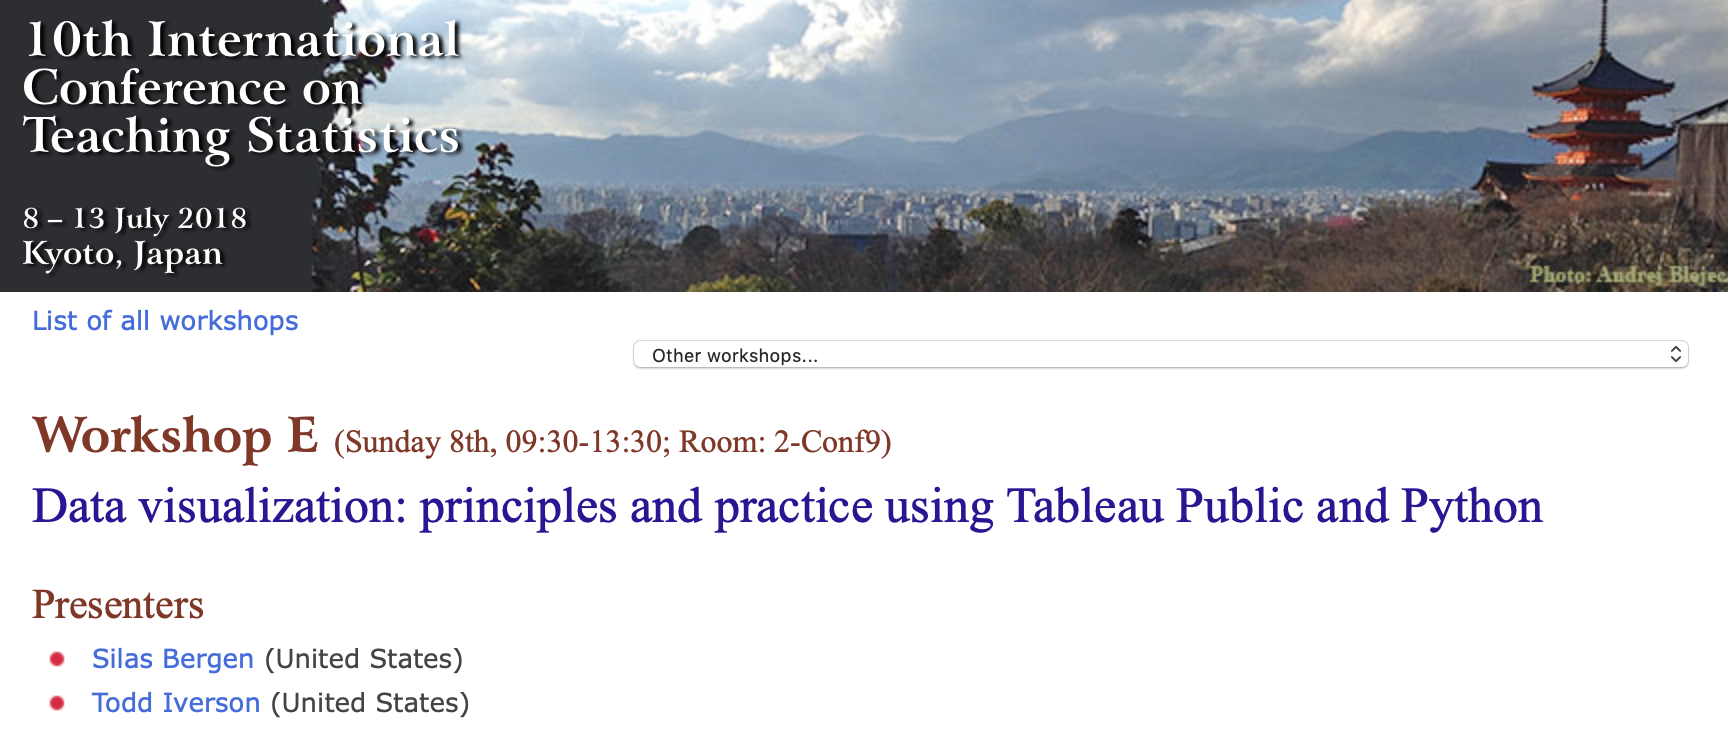 10th International
Conference on
Teaching Statistics
8 – 13 July 2018
Kyoto, Japan
Photo: Andrej Blejec
List of all workshops
Other workshops...
Workshop E (Sunday 8th, 09:30-13:30; Room: 2-Conf9)
Data visualization: principles and practice using Tableau Public and Python
Presenters
Silas Bergen (United States)
Todd Iverson (United States)